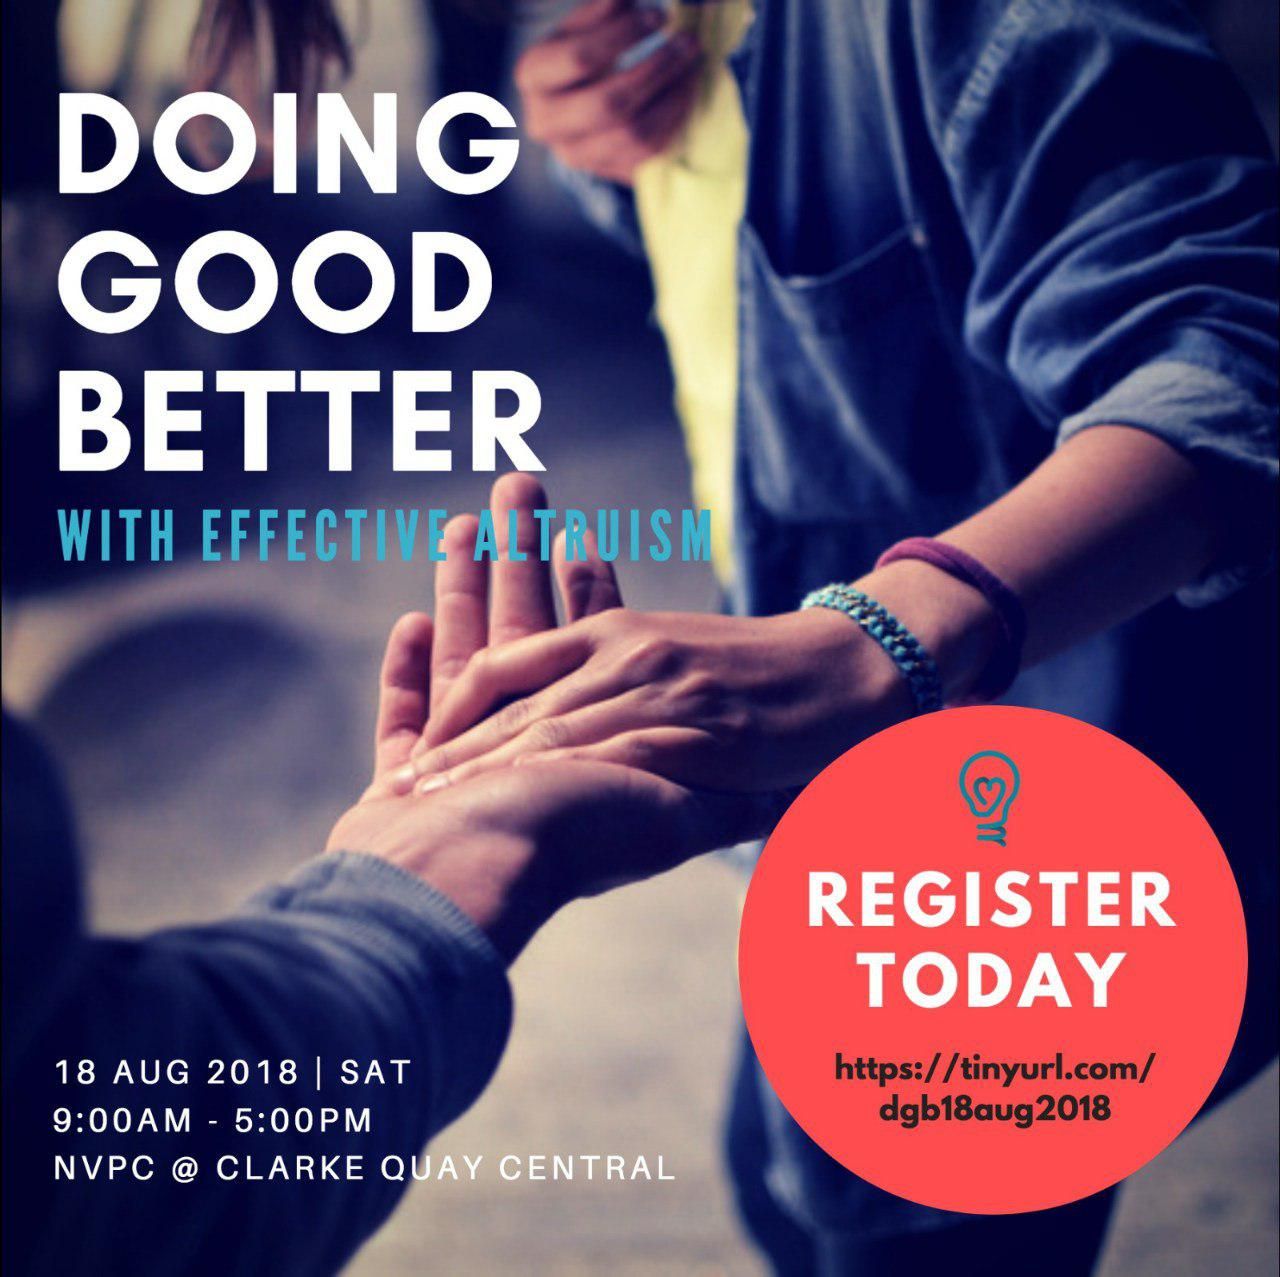 DOING
GOOD
BETTER
WITH EFFECTIVE ALTRUISM
REGISTER
TODAY
https://tinyurl.com/
dgb18aug2018
18 AUG 2018 | SAT
9:00AM - 5:00PM
NVPC @ CLARKE QUAY CENTRAL